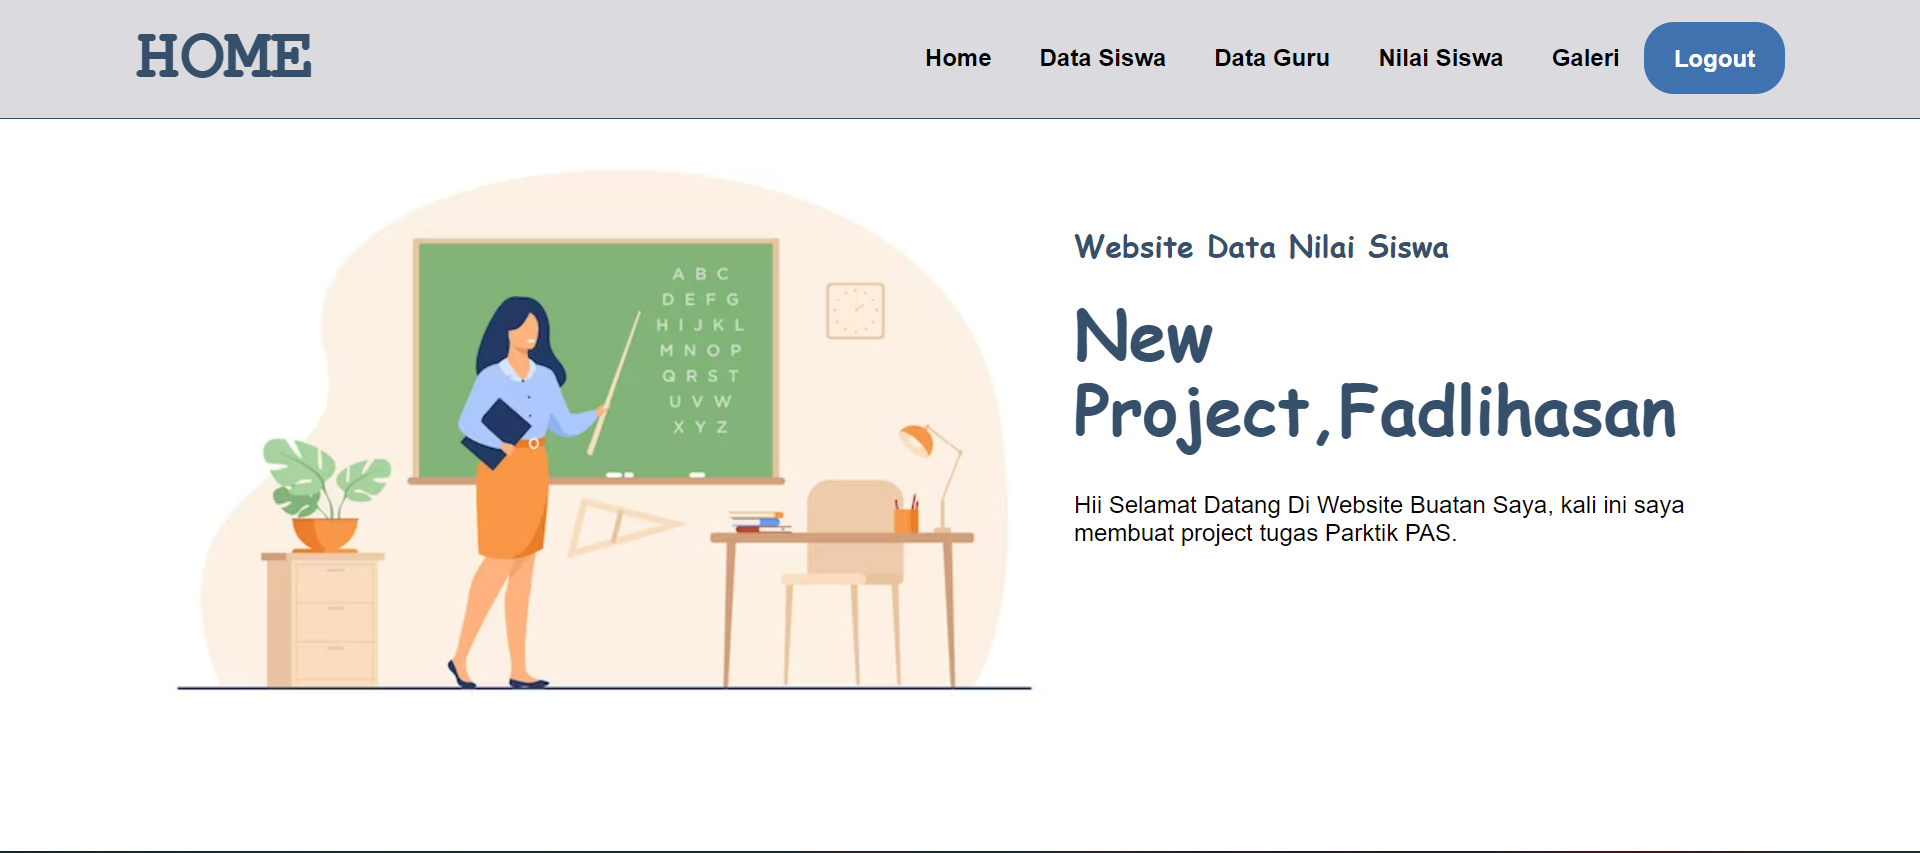 HOME
Home Data Siswa Data Guru Nilai Siswa Galeri Logout
A B C
D E F G
H I J K L
M N O P
Q R S T
U V W
X Y Z
Website Data Nilai Siswa
New
Project,Fadlihasan
Hii Selamat Datang Di Website Buatan Saya, kali ini saya
membuat project tugas Parktik PAS.